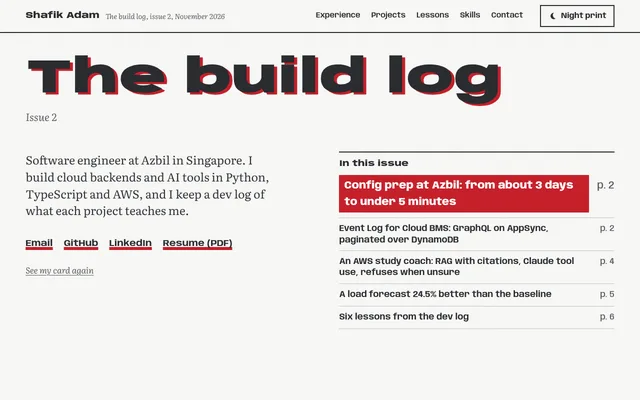 Shafik Adam The build log, issue 2, November 2026
Experience Projects Lessons Skills Contact Night print
The build log
Issue 2
Software engineer at Azbil in Singapore. I
build cloud backends and AI tools in Python,
TypeScript and AWS, and I keep a dev log of
what each project teaches me.
Email GitHub LinkedIn Resume (PDF)
See my card again
In this issue
Config prep at Azbil: from about 3 days p. 2
to under 5 minutes
Event Log for Cloud BMS: GraphQL on AppSync, p. 2
paginated over DynamoDB
An AWS study coach: RAG with citations, Claude tool p. 4
use, refuses when unsure
A load forecast 24.5% better than the baseline p. 5
Six lessons from the dev log p. 6